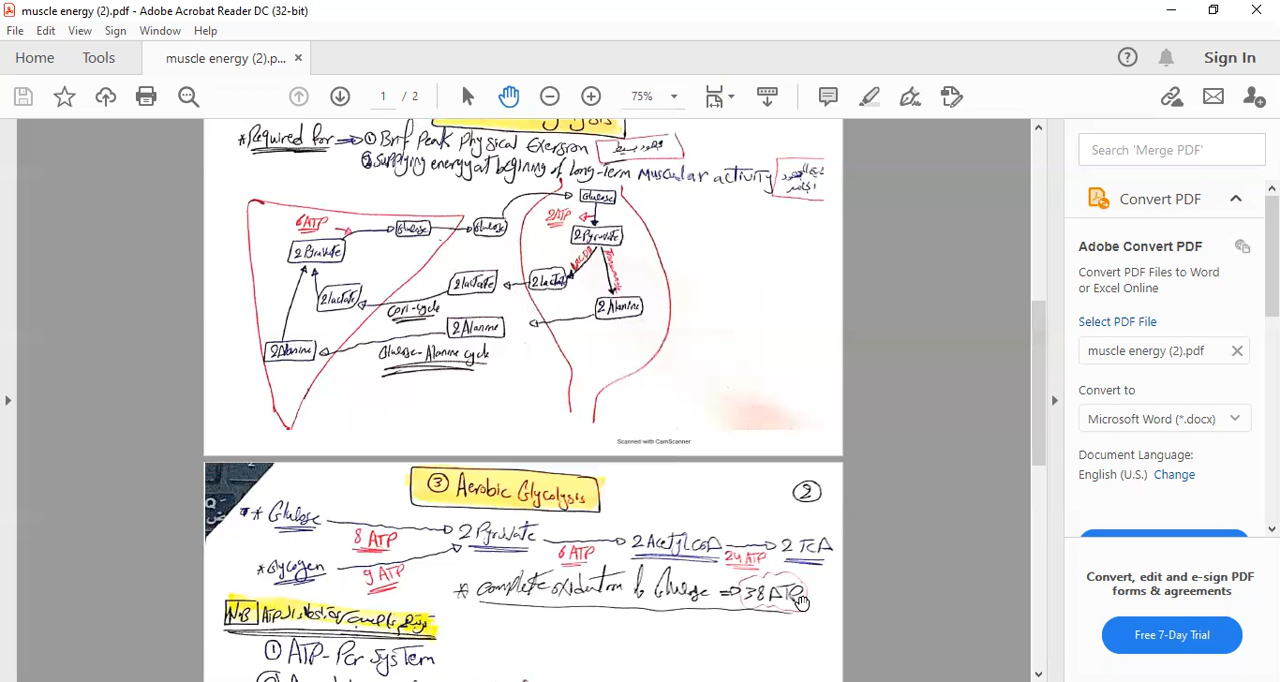 muscle energy (2).pdf - Adobe Acrobat Reader DC (32-bit)
File Edit View Sign Window Help
Home Tools muscle energy (2).p... × Sign In
1 / 2 75%
*Required for → ① Brif Peak Physical Exersion
② Supplying energy at begining of long-term Muscular activity
Glucose
2ATP
6ATP
Glucose
Glucose
2 Pyruvate
2 lactate
2 lactate
2 lactate
Cori-cycle
2 Alanine
2 Alanine
2 Alanine
Glucose-Alanine cycle
Scanned with CamScanner
③ Aerobic Glycolysis
②
* Glucose
8 ATP
2 Pyruvate
6 ATP
2 Acetyl CoA
24 ATP
2 TCA
*Glycogen
9 ATP
* complete oxidation of Glucose ⇒ 38 ATP
NB
① ATP-Pcr System
Search 'Merge PDF'
Convert PDF
Adobe Convert PDF
Convert PDF Files to Word
or Excel Online
Select PDF File
muscle energy (2).pdf
Convert to
Microsoft Word (*.docx)
Document Language:
English (U.S.) Change
Convert, edit and e-sign PDF
forms & agreements
Free 7-Day Trial